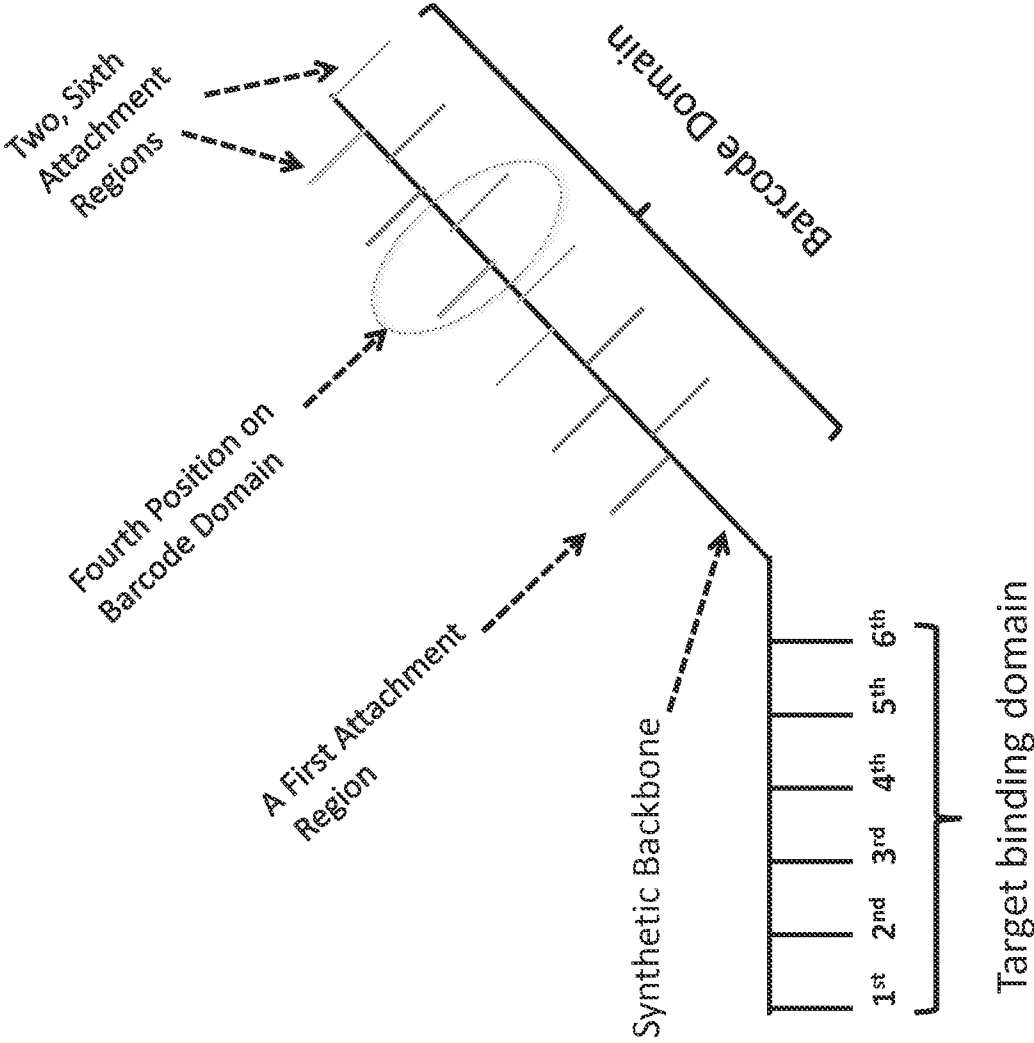 Two, Sixth
Attachment
Regions
Barcode Domain
Fourth Position on
Barcode Domain
A First Attachment
Region
Synthetic Backbone
1st 2nd 3rd 4th 5th 6th
Target binding domain